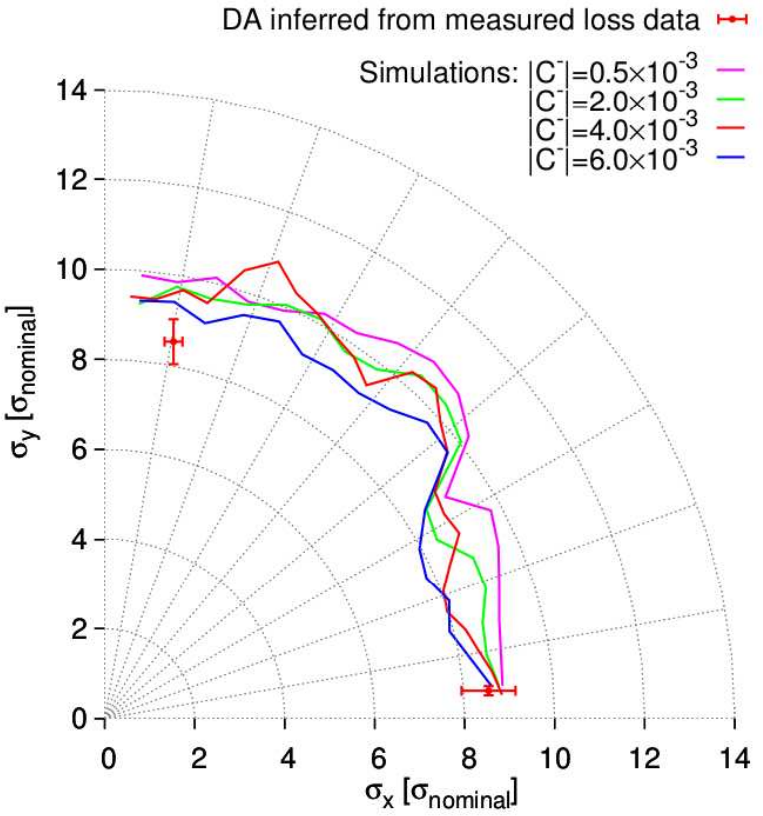 DA inferred from measured loss data
Simulations: |C⁻|=0.5×10⁻³
|C⁻|=2.0×10⁻³
|C⁻|=4.0×10⁻³
|C⁻|=6.0×10⁻³
14
12
10
8
6
4
2
0
σy [σnominal]
0 2 4 6 8 10 12 14
σx [σnominal]